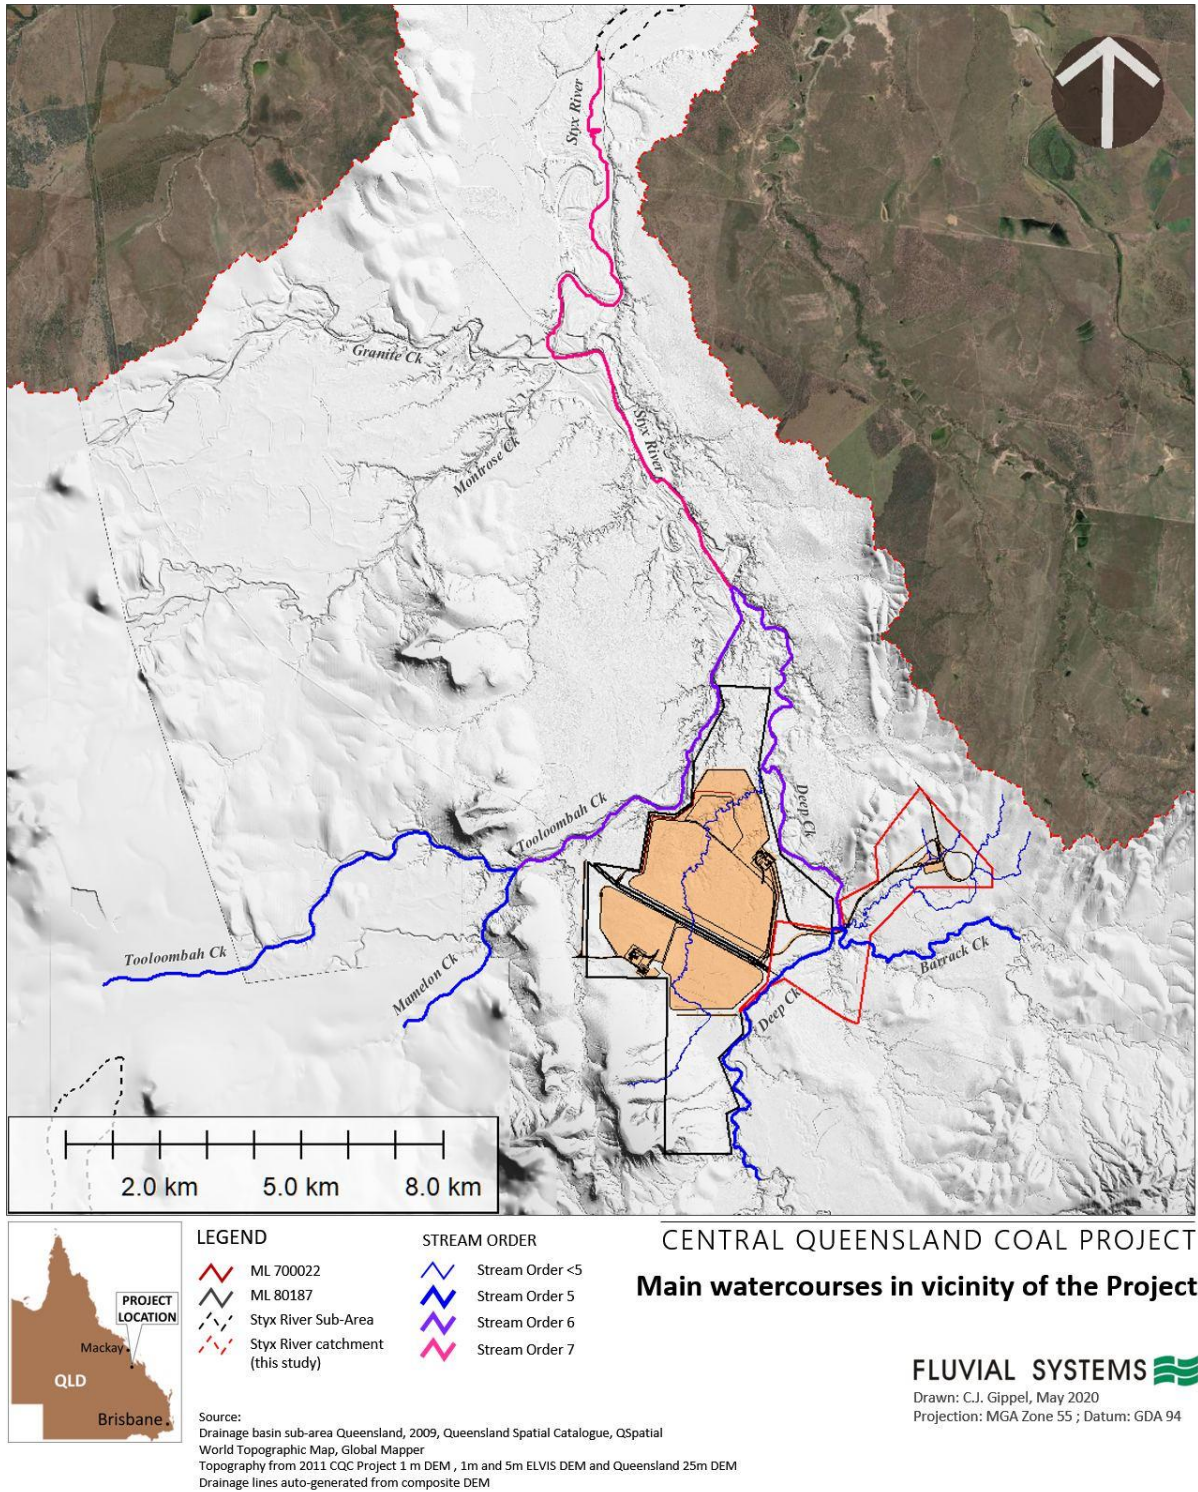 Styx River
Granite Ck
Styx River
Montrose Ck
Tooloombah Ck
Deep Ck
Tooloombah Ck
Mamelon Ck
Barrack Ck
Deep Ck
2.0 km 5.0 km 8.0 km
PROJECT
LOCATION
Mackay
QLD
Brisbane
LEGEND
ML 700022
ML 80187
Styx River Sub-Area
Styx River catchment
(this study)
STREAM ORDER
Stream Order <5
Stream Order 5
Stream Order 6
Stream Order 7
CENTRAL QUEENSLAND COAL PROJECT
Main watercourses in vicinity of the Project
FLUVIAL SYSTEMS
Drawn: C.J. Gippel, May 2020
Projection: MGA Zone 55 ; Datum: GDA 94
Source:
Drainage basin sub-area Queensland, 2009, Queensland Spatial Catalogue, QSpatial
World Topographic Map, Global Mapper
Topography from 2011 CQC Project 1 m DEM , 1m and 5m ELVIS DEM and Queensland 25m DEM
Drainage lines auto-generated from composite DEM